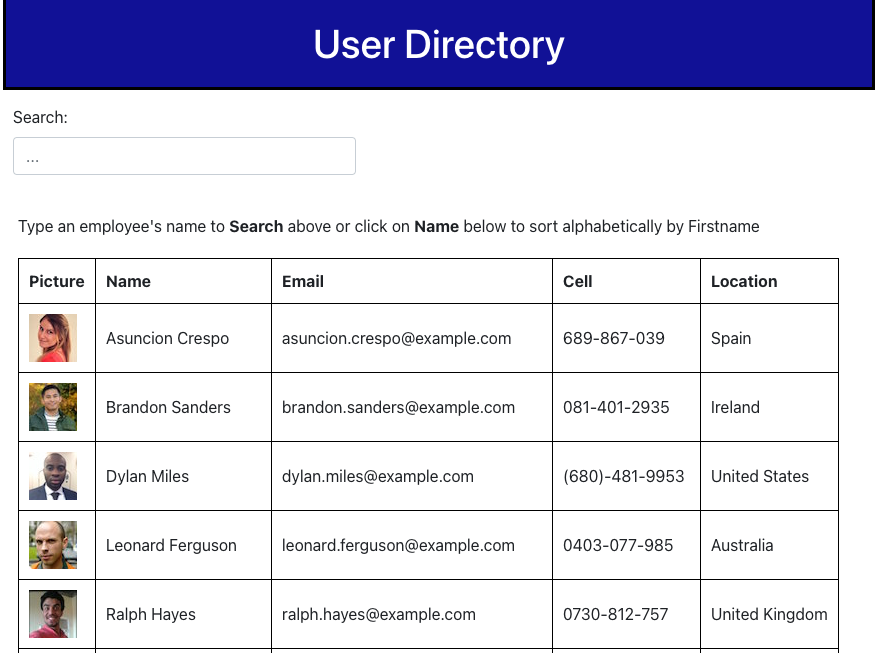 User Directory
Search:
...
Type an employee's name to Search above or click on Name below to sort alphabetically by Firstname
Picture Name Email Cell Location
Asuncion Crespo asuncion.crespo@example.com 689-867-039 Spain
Brandon Sanders brandon.sanders@example.com 081-401-2935 Ireland
Dylan Miles dylan.miles@example.com (680)-481-9953 United States
Leonard Ferguson leonard.ferguson@example.com 0403-077-985 Australia
Ralph Hayes ralph.hayes@example.com 0730-812-757 United Kingdom